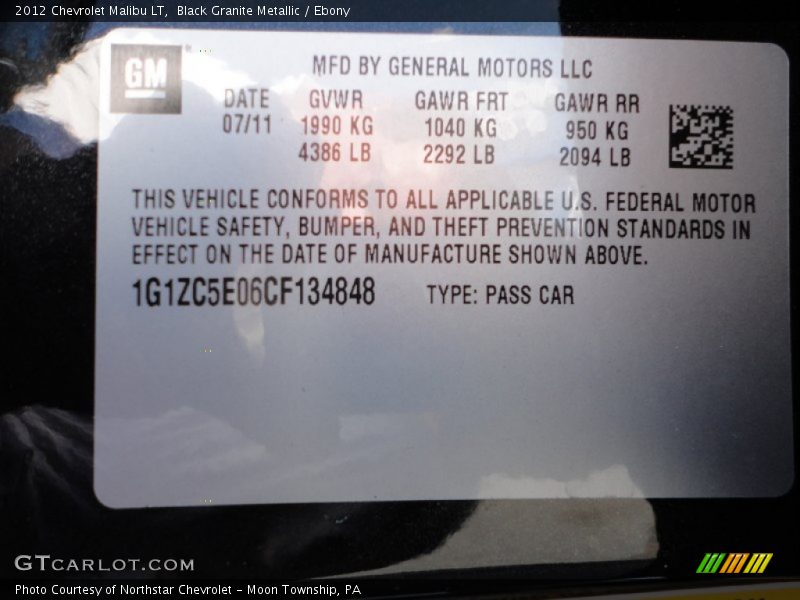 2012 Chevrolet Malibu LT,  Black Granite Metallic / Ebony
GM
MFD BY GENERAL MOTORS LLC
DATE GVWR GAWR FRT GAWR RR
07/11 1990 KG 1040 KG 950 KG
4386 LB 2292 LB 2094 LB
THIS VEHICLE CONFORMS TO ALL APPLICABLE U.S. FEDERAL MOTOR
VEHICLE SAFETY, BUMPER, AND THEFT PREVENTION STANDARDS IN
EFFECT ON THE DATE OF MANUFACTURE SHOWN ABOVE.
1G1ZC5E06CF134848 TYPE: PASS CAR
GTCARLOT.COM
Photo Courtesy of Northstar Chevrolet - Moon Township, PA